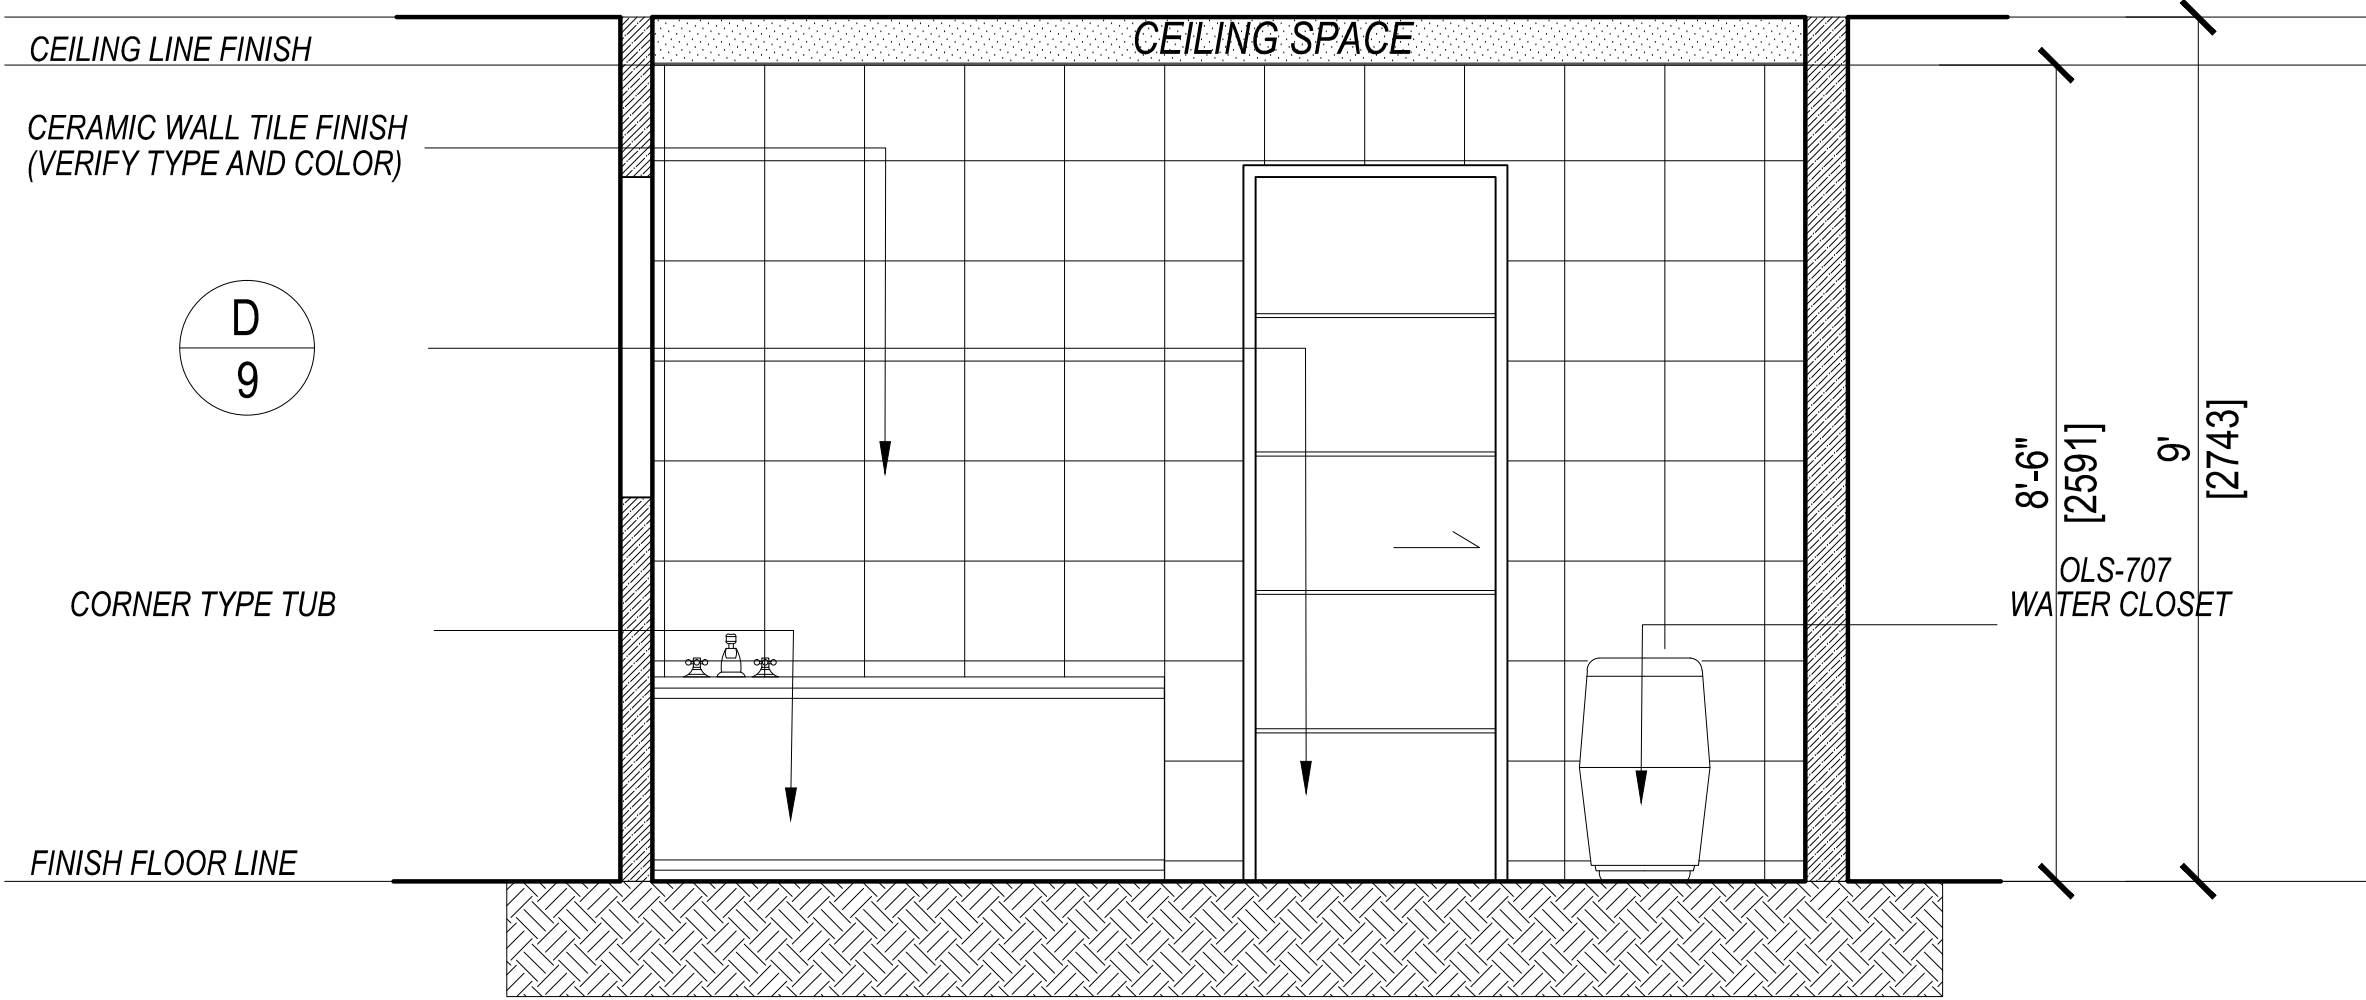 CEILING SPACE
CEILING LINE FINISH
CERAMIC WALL TILE FINISH
(VERIFY TYPE AND COLOR)
D
9
8'-6"
[2591]
9'
[2743]
OLS-707
WATER CLOSET
CORNER TYPE TUB
FINISH FLOOR LINE